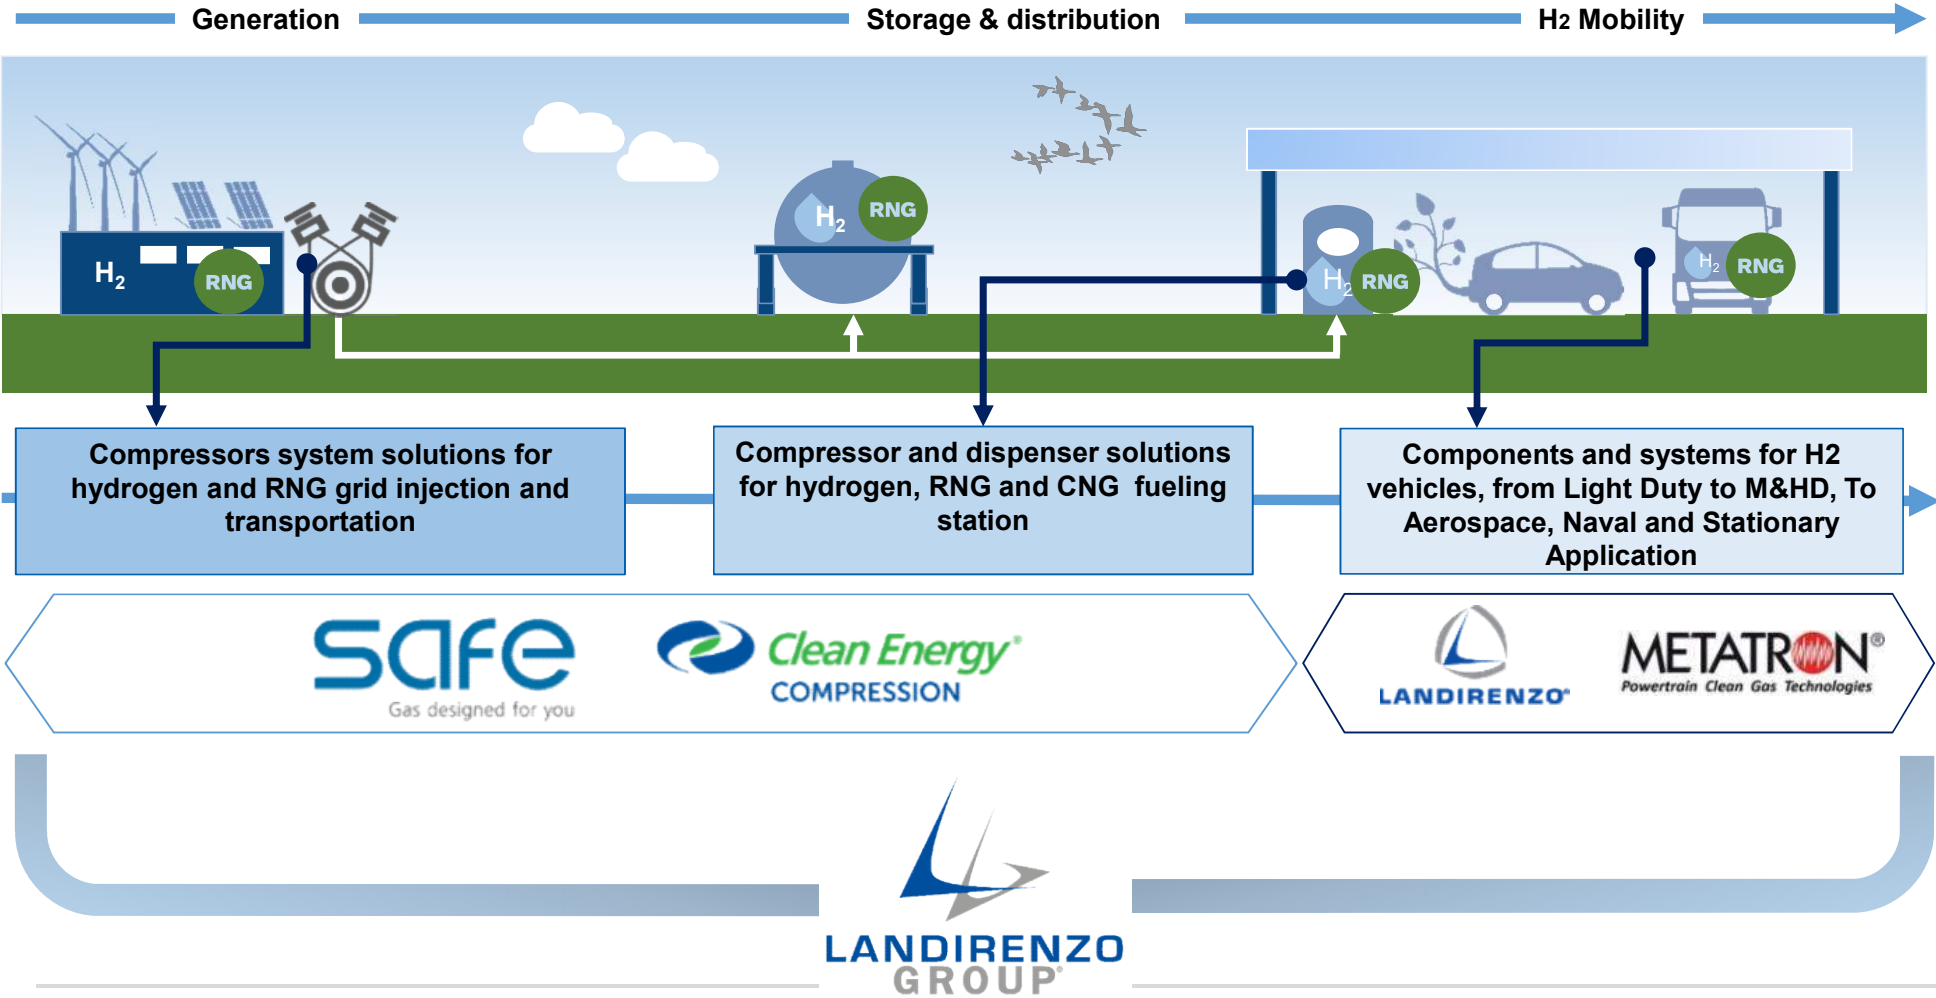 Generation
Storage & distribution
H2 Mobility
H2
RNG
H2
RNG
H2
RNG
H2
RNG
Compressors system solutions for
hydrogen and RNG grid injection and
transportation
Compressor and dispenser solutions
for hydrogen, RNG and CNG fueling
station
Components and systems for H2
vehicles, from Light Duty to M&HD, To
Aerospace, Naval and Stationary
Application
safe
Gas designed for you
Clean Energy®
COMPRESSION
LANDIRENZO®
METATRON®
Powertrain Clean Gas Technologies
LANDIRENZO
GROUP®